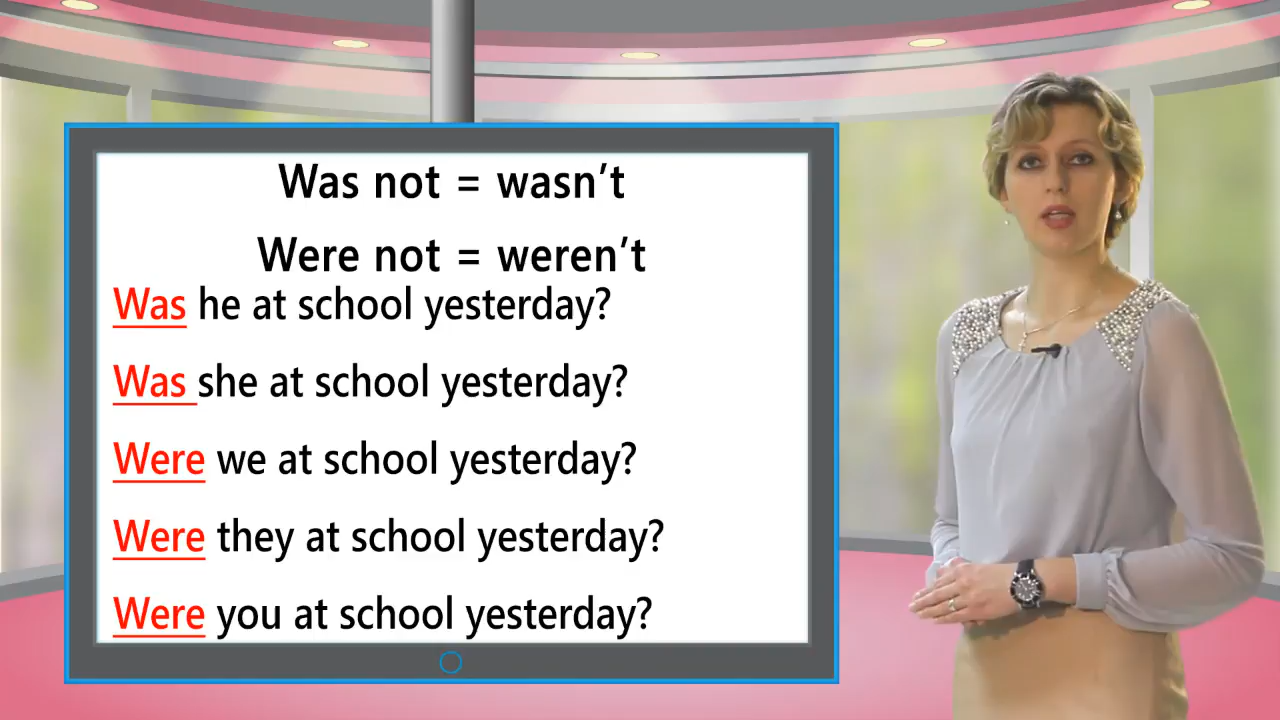 Was not = wasn’t
Were not = weren’t
Was he at school yesterday?
Was she at school yesterday?
Were we at school yesterday?
Were they at school yesterday?
Were you at school yesterday?